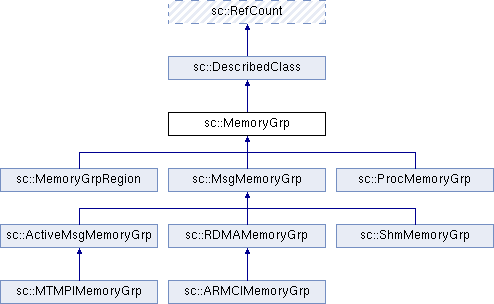 sc::RefCount
sc::DescribedClass
sc::MemoryGrp
sc::MemoryGrpRegion
sc::MsgMemoryGrp
sc::ProcMemoryGrp
sc::ActiveMsgMemoryGrp
sc::RDMAMemoryGrp
sc::ShmMemoryGrp
sc::MTMPIMemoryGrp
sc::ARMCIMemoryGrp